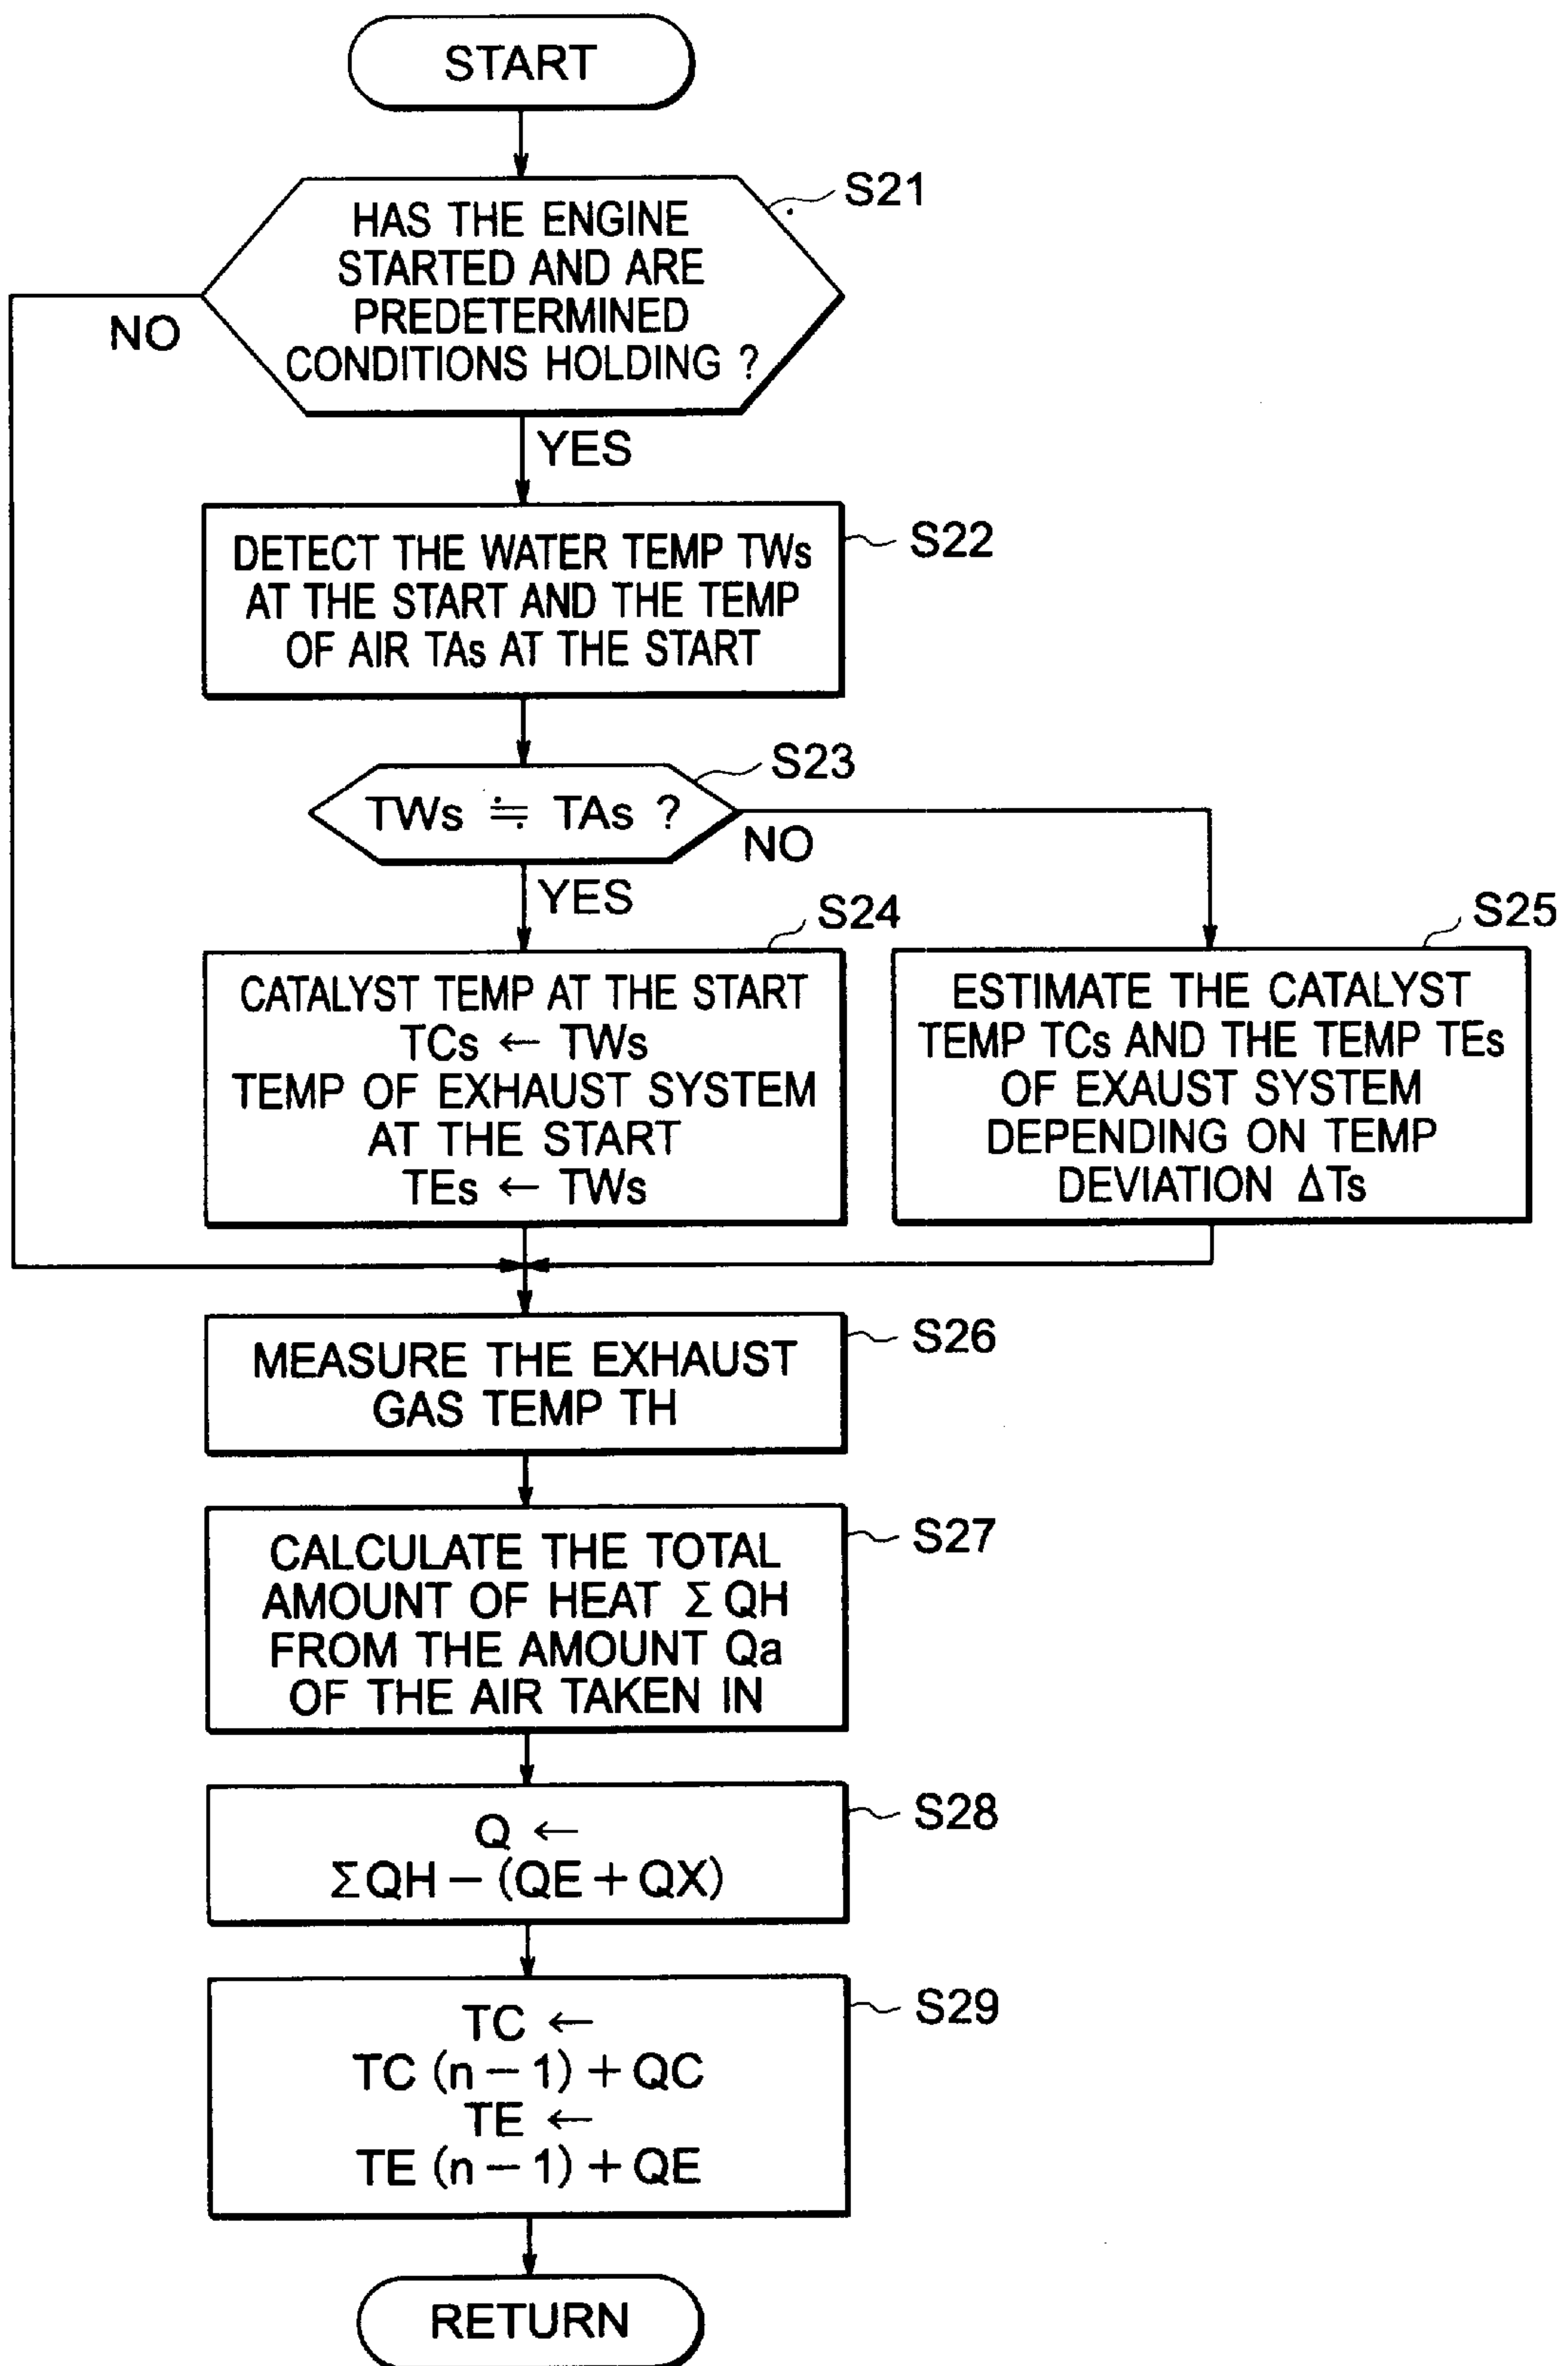 START
S21
HAS THE ENGINE
STARTED AND ARE
PREDETERMINED
CONDITIONS HOLDING ?
NO
YES
S22
DETECT THE WATER TEMP TWs
AT THE START AND THE TEMP
OF AIR TAs AT THE START
S23
TWs ≒ TAs ?
NO
YES
S24
CATALYST TEMP AT THE START
TCs ← TWs
TEMP OF EXHAUST SYSTEM
AT THE START
TEs ← TWs
S25
ESTIMATE THE CATALYST
TEMP TCs AND THE TEMP TEs
OF EXAUST SYSTEM
DEPENDING ON TEMP
DEVIATION ΔTs
S26
MEASURE THE EXHAUST
GAS TEMP TH
S27
CALCULATE THE TOTAL
AMOUNT OF HEAT Σ QH
FROM THE AMOUNT Qa
OF THE AIR TAKEN IN
S28
Q ←
ΣQH − (QE + QX)
S29
TC ←
TC (n − 1) + QC
TE ←
TE (n − 1) + QE
RETURN